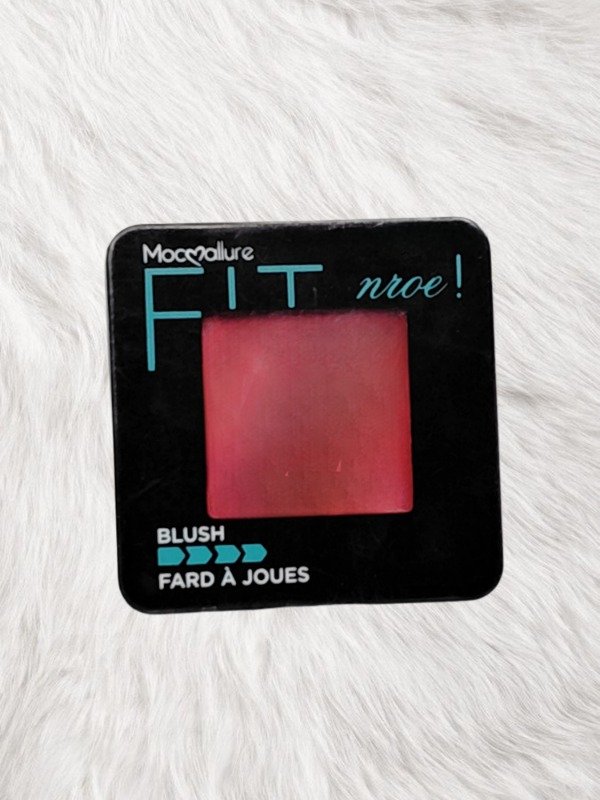 Mocallure
FIT nroe!
BLUSH
FARD À JOUES